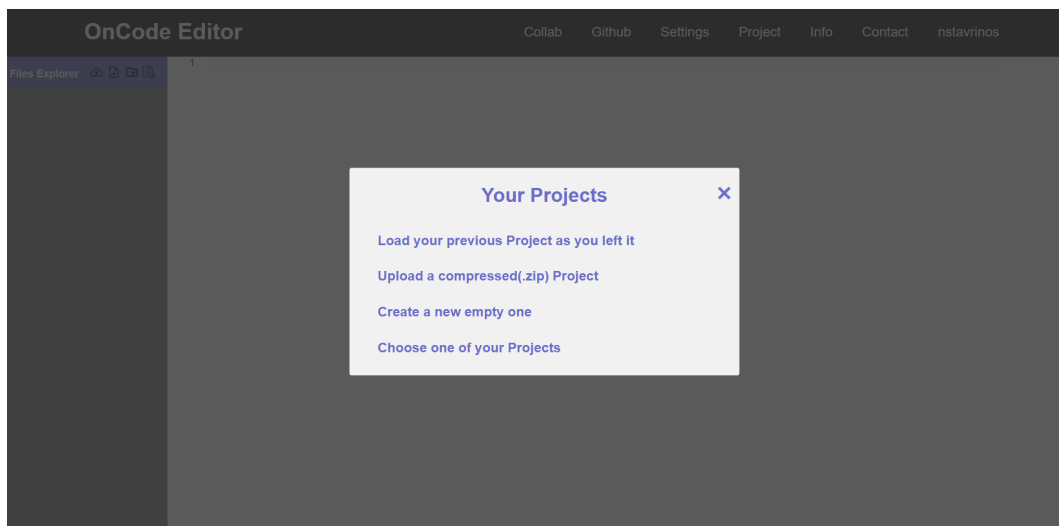 OnCode Editor
Collab Github Settings Project Info Contact nstavrinos
Files Explorer
1
Your Projects
Load your previous Project as you left it
Upload a compressed(.zip) Project
Create a new empty one
Choose one of your Projects